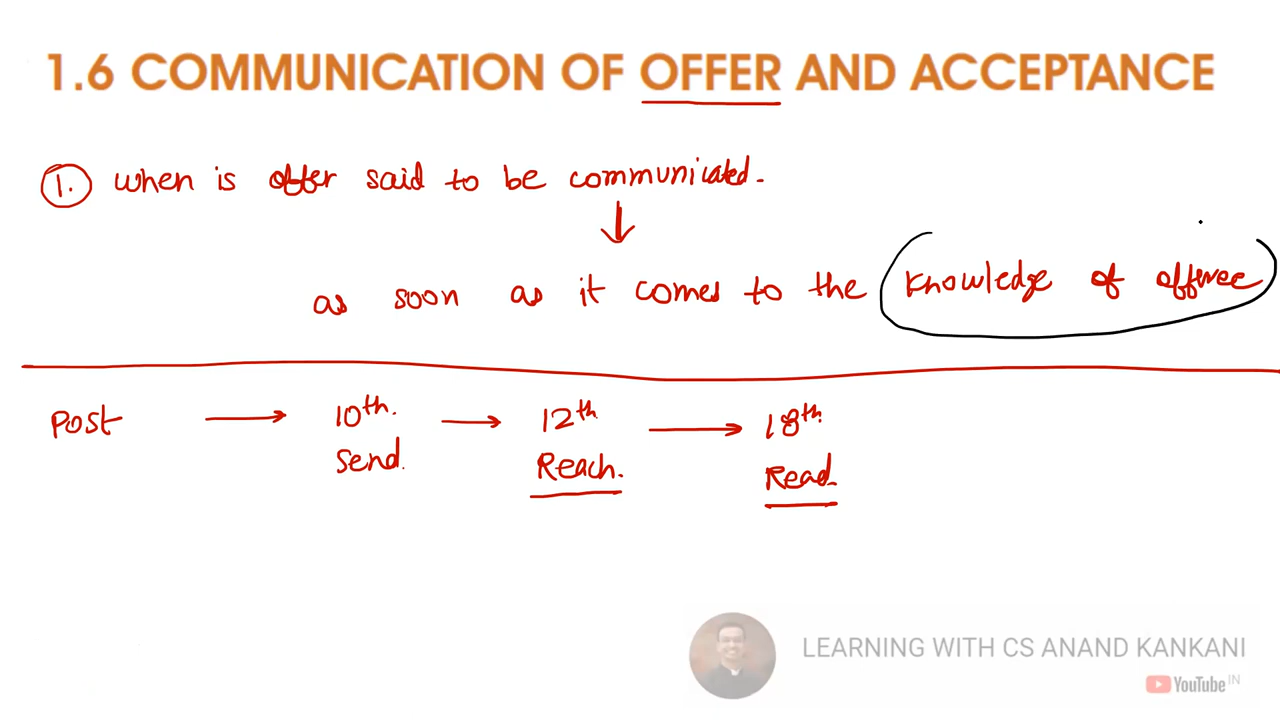 1.6 COMMUNICATION OF OFFER AND ACCEPTANCE
1. when is offer said to be communicated.
as soon as it comes to the knowledge of offeree
Post 10th. 12th 18th.
Send. Reach. Read.
LEARNING WITH CS ANAND KANKANI
YouTube IN